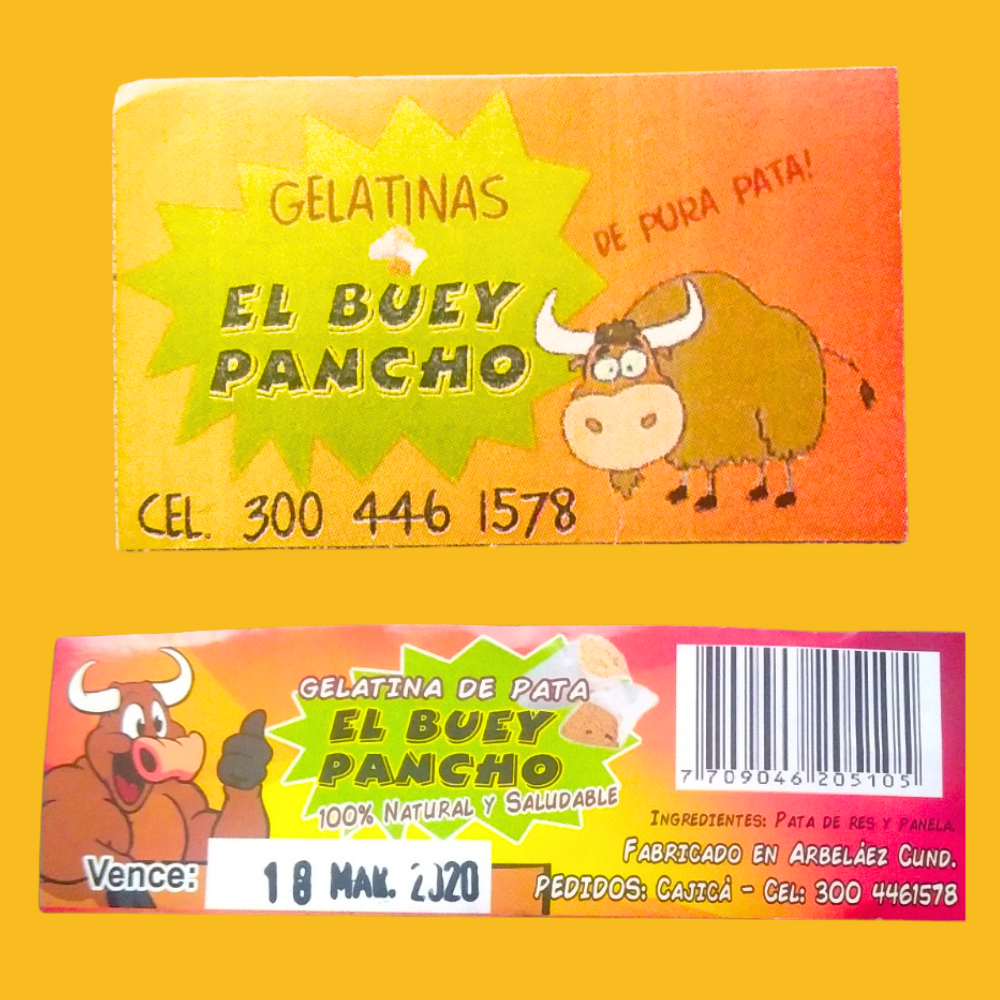 GELATINAS
DE PURA PATA!
EL BUEY
PANCHO
CEL. 300 446 1578
GELATINA DE PATA
EL BUEY
PANCHO
100% NATURAL Y SALUDABLE
7 709046 205105
INGREDIENTES: PATA DE RES Y PANELA
FABRICADO EN ARBELÁEZ CUND.
PEDIDOS: CAJICÀ - CEL: 300 4461578
Vence: 18 MAR. 2020